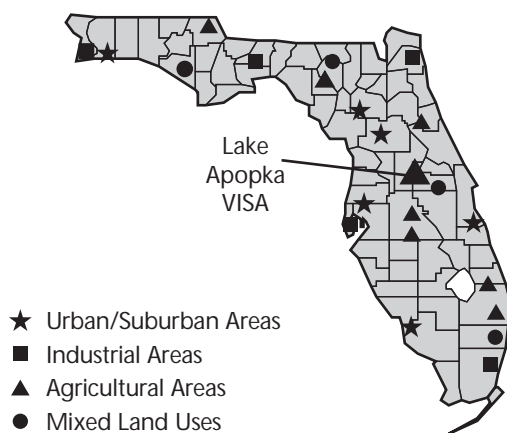 Lake
Apopka
VISA
Urban/Suburban Areas
Industrial Areas
Agricultural Areas
Mixed Land Uses